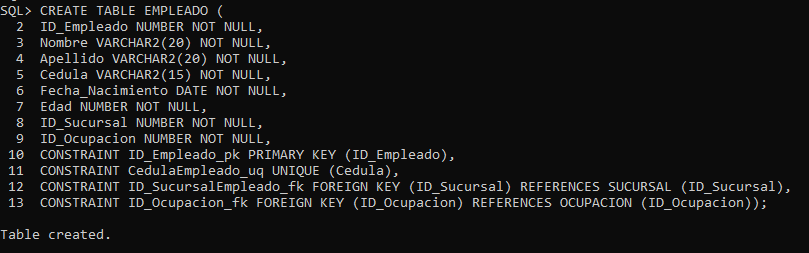 SQL> CREATE TABLE EMPLEADO (
2 ID_Empleado NUMBER NOT NULL,
3 Nombre VARCHAR2(20) NOT NULL,
4 Apellido VARCHAR2(20) NOT NULL,
5 Cedula VARCHAR2(15) NOT NULL,
6 Fecha_Nacimiento DATE NOT NULL,
7 Edad NUMBER NOT NULL,
8 ID_Sucursal NUMBER NOT NULL,
9 ID_Ocupacion NUMBER NOT NULL,
10 CONSTRAINT ID_Empleado_pk PRIMARY KEY (ID_Empleado),
11 CONSTRAINT CedulaEmpleado_uq UNIQUE (Cedula),
12 CONSTRAINT ID_SucursalEmpleado_fk FOREIGN KEY (ID_Sucursal) REFERENCES SUCURSAL (ID_Sucursal),
13 CONSTRAINT ID_Ocupacion_fk FOREIGN KEY (ID_Ocupacion) REFERENCES OCUPACION (ID_Ocupacion));
Table created.